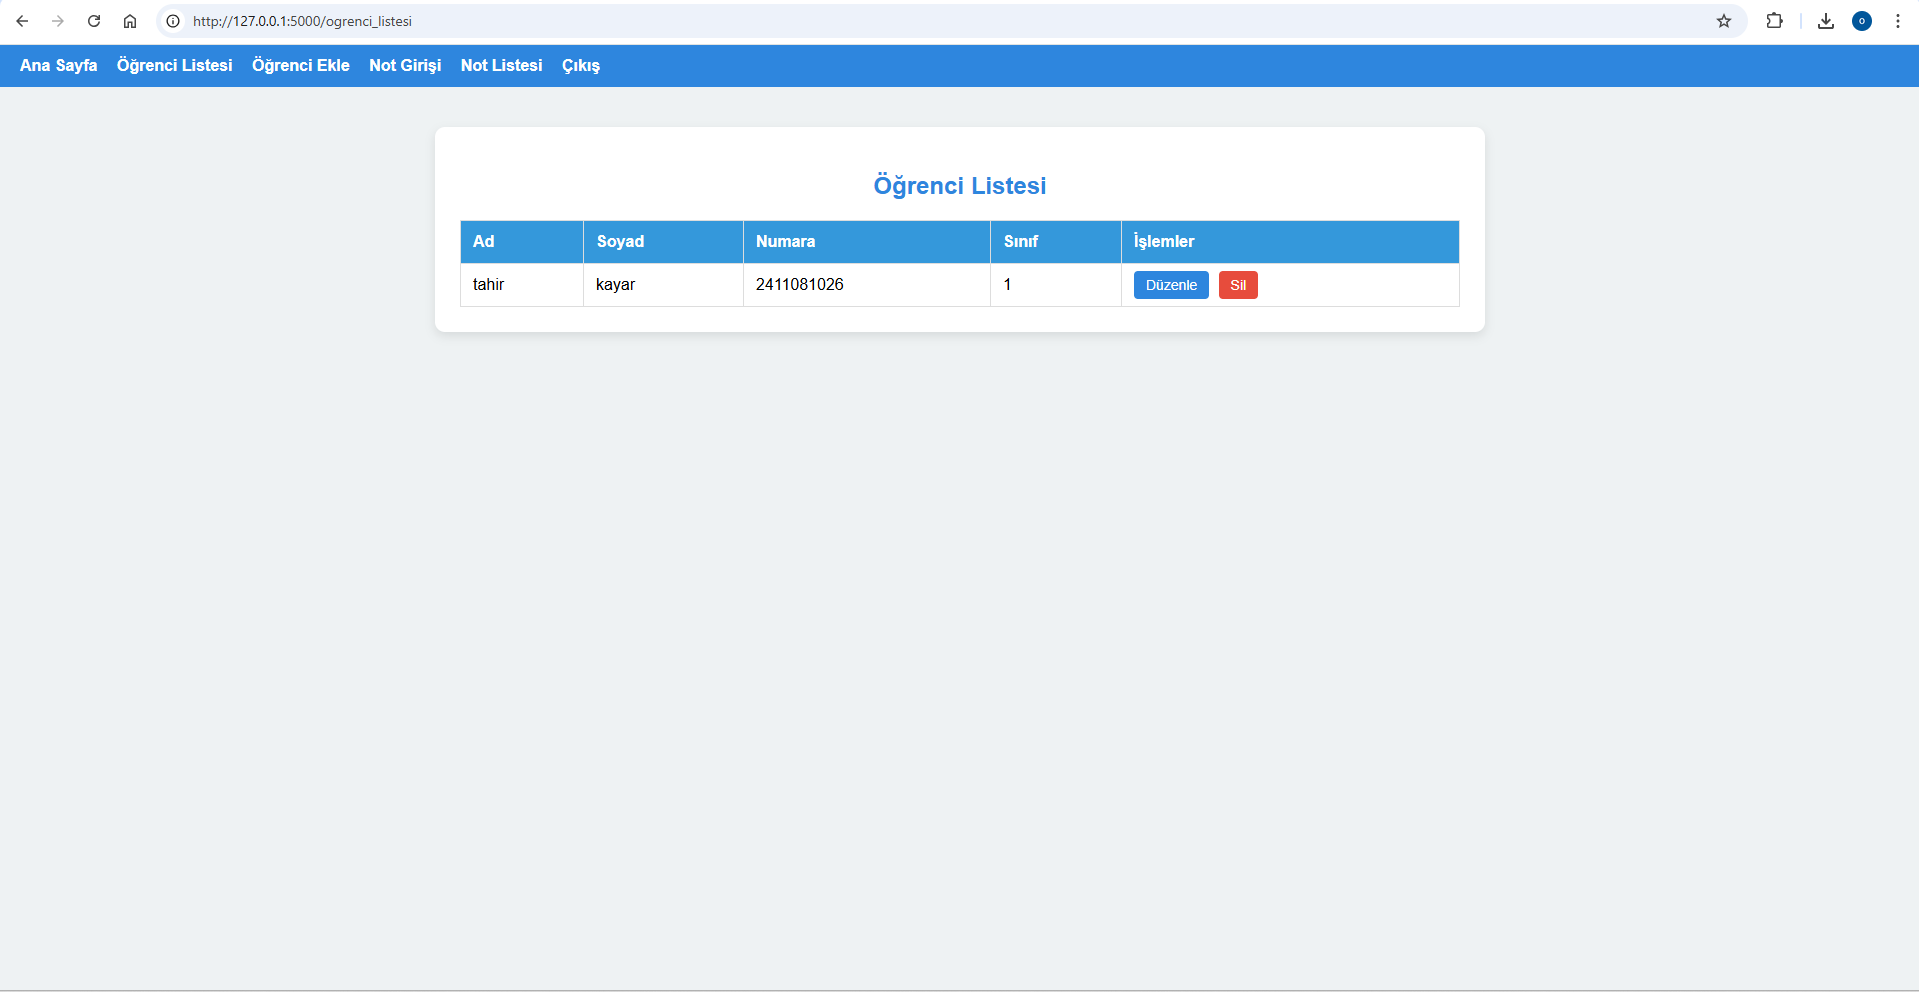 http://127.0.0.1:5000/ogrenci_listesi
o
Ana Sayfa Öğrenci Listesi Öğrenci Ekle Not Girişi Not Listesi Çıkış
Öğrenci Listesi
Ad Soyad Numara Sınıf İşlemler
tahir kayar 2411081026 1 Düzenle Sil